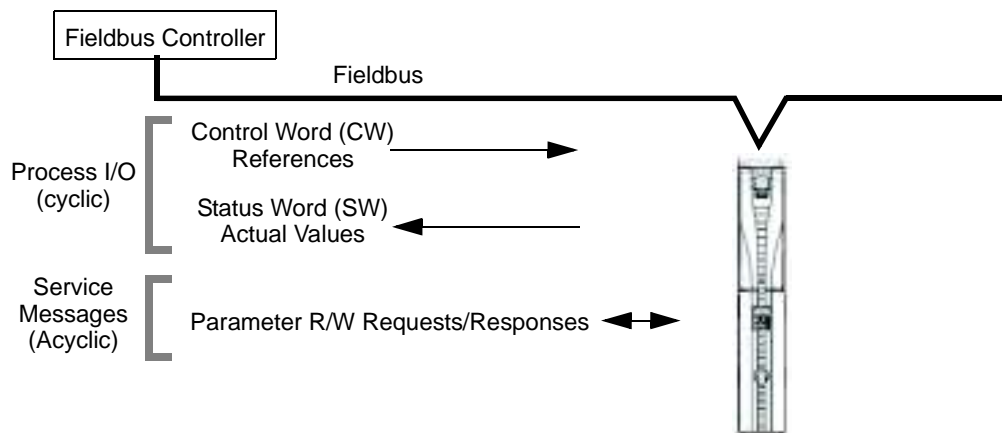 Fieldbus Controller
Fieldbus
Process I/O
(cyclic)
Control Word (CW)
References
Status Word (SW)
Actual Values
Service
Messages
(Acyclic)
Parameter R/W Requests/Responses